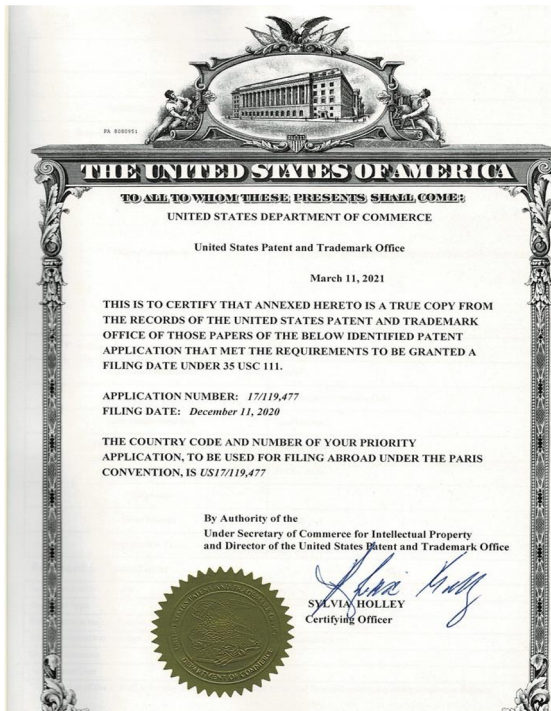 PA 8080951
THE UNITED STATES OF AMERICA
TO ALL TO WHOM THESE PRESENTS SHALL COME:
UNITED STATES DEPARTMENT OF COMMERCE
United States Patent and Trademark Office
March 11, 2021
THIS IS TO CERTIFY THAT ANNEXED HERETO IS A TRUE COPY FROM
THE RECORDS OF THE UNITED STATES PATENT AND TRADEMARK
OFFICE OF THOSE PAPERS OF THE BELOW IDENTIFIED PATENT
APPLICATION THAT MET THE REQUIREMENTS TO BE GRANTED A
FILING DATE UNDER 35 USC 111.
APPLICATION NUMBER: 17/119,477
FILING DATE: December 11, 2020
THE COUNTRY CODE AND NUMBER OF YOUR PRIORITY
APPLICATION, TO BE USED FOR FILING ABROAD UNDER THE PARIS
CONVENTION, IS US17/119,477
By Authority of the
Under Secretary of Commerce for Intellectual Property
and Director of the United States Patent and Trademark Office
SYLVIA HOLLEY
Certifying Officer
DEPARTMENT OF COMMERCE